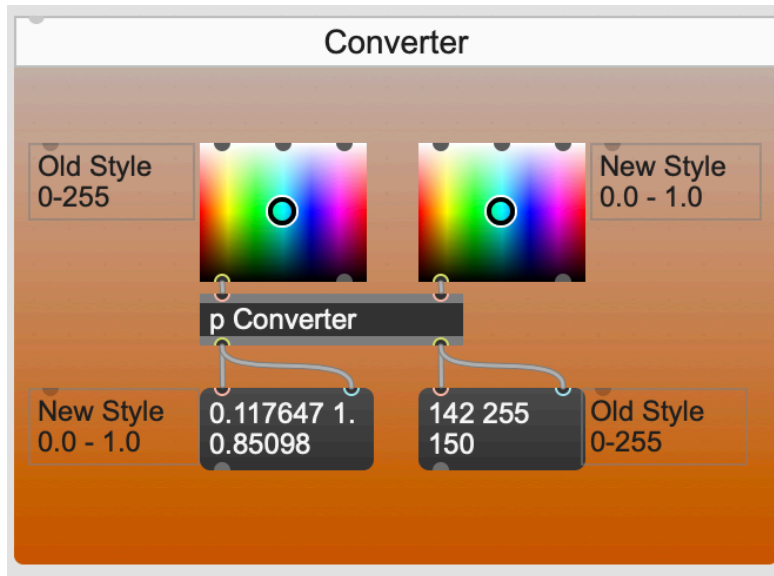 Converter
Old Style
0-255
New Style
0.0 - 1.0
p Converter
New Style
0.0 - 1.0
0.117647 1.
0.85098
142 255
150
Old Style
0-255